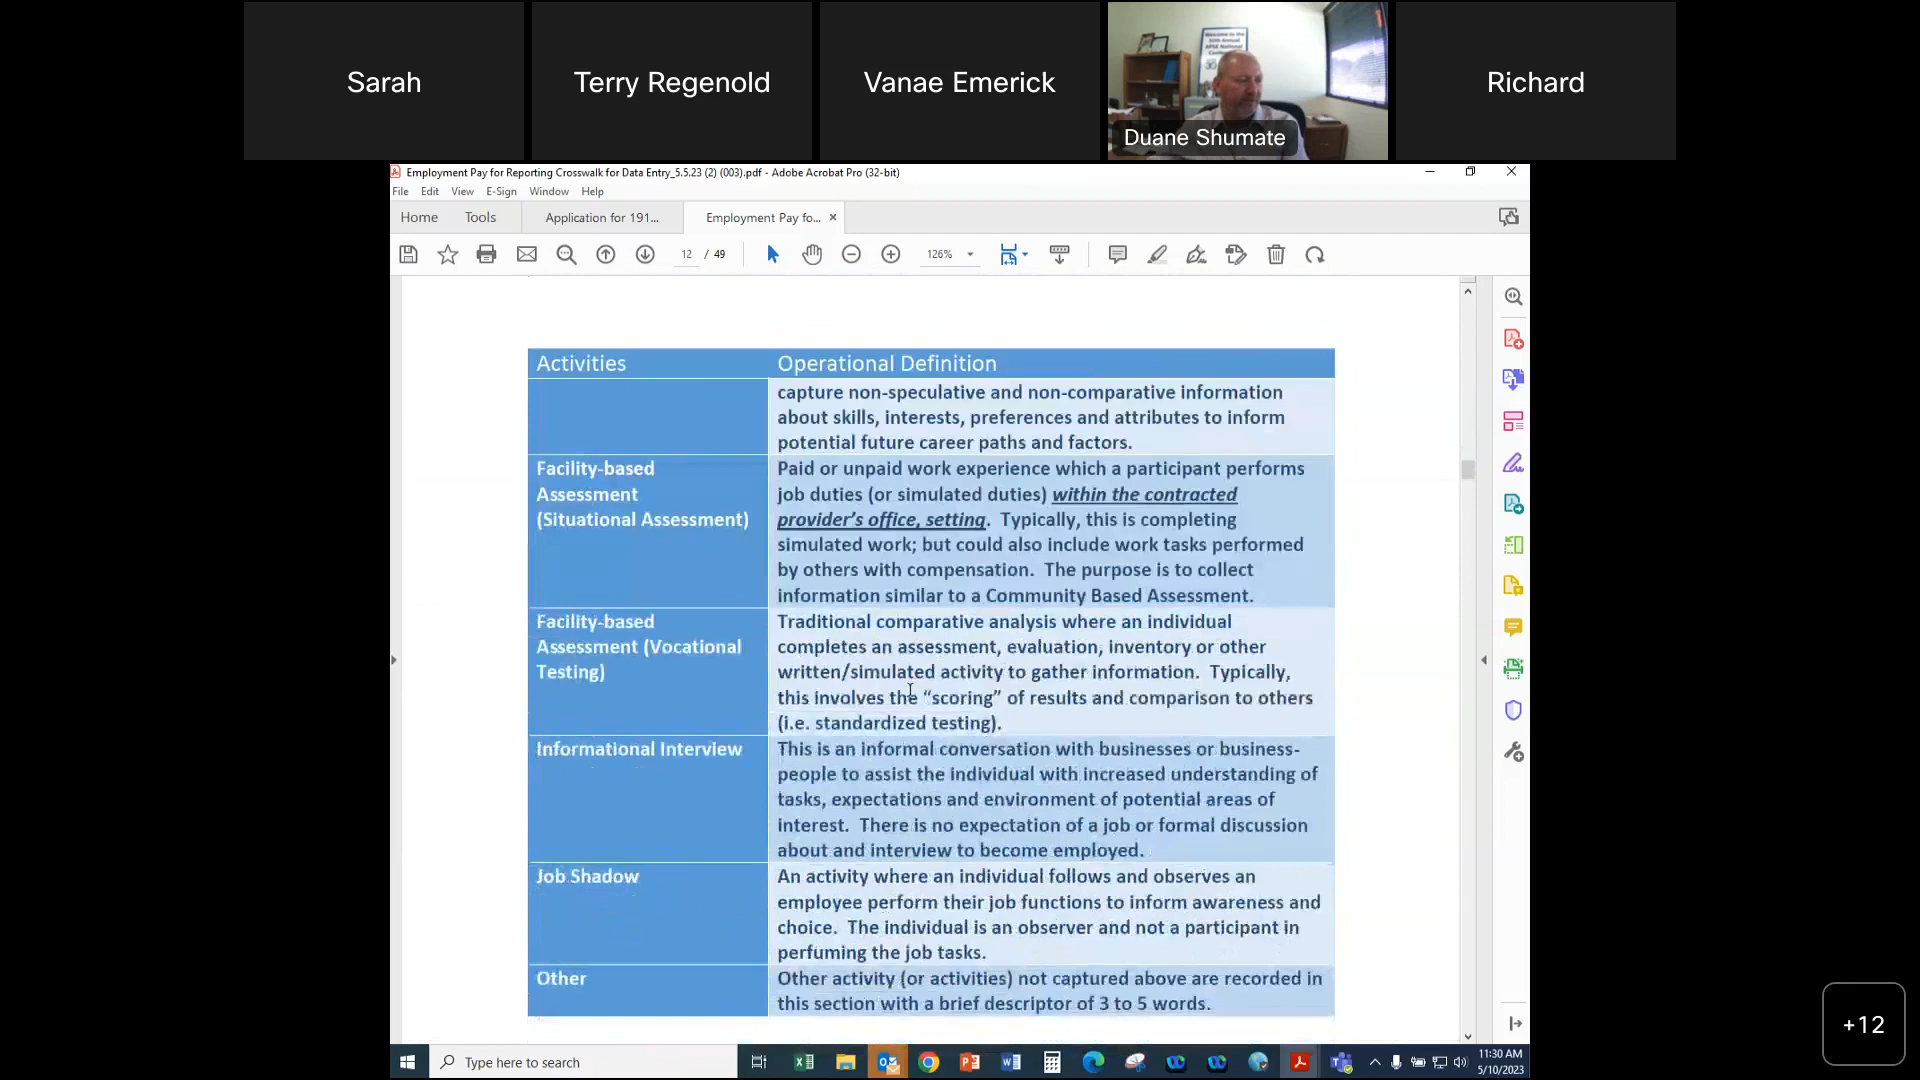 Sarah
Terry Regenold
Vanae Emerick
Welcome to the
Duane Shumate
Richard
Employment Pay for Reporting Crosswalk for Data Entry_5.5.23 (2) (003).pdf - Adobe Acrobat Pro (32-bit)
File Edit View E-Sign Window Help
Home Tools Application for 191... Employment Pay fo... ×
12 / 49 126%
Activities Operational Definition
capture non-speculative and non-comparative information
about skills, interests, preferences and attributes to inform
potential future career paths and factors.
Facility-based
Assessment
(Situational Assessment)
Paid or unpaid work experience which a participant performs
job duties (or simulated duties) within the contracted
provider's office, setting. Typically, this is completing
simulated work; but could also include work tasks performed
by others with compensation. The purpose is to collect
information similar to a Community Based Assessment.
Facility-based
Assessment (Vocational
Testing)
Traditional comparative analysis where an individual
completes an assessment, evaluation, inventory or other
written/simulated activity to gather information. Typically,
this involves the “scoring” of results and comparison to others
(i.e. standardized testing).
Informational Interview
This is an informal conversation with businesses or business-
people to assist the individual with increased understanding of
tasks, expectations and environment of potential areas of
interest. There is no expectation of a job or formal discussion
about and interview to become employed.
Job Shadow
An activity where an individual follows and observes an
employee perform their job functions to inform awareness and
choice. The individual is an observer and not a participant in
perfuming the job tasks.
Other
Other activity (or activities) not captured above are recorded in
this section with a brief descriptor of 3 to 5 words.
+12
Type here to search
11:30 AM
5/10/2023